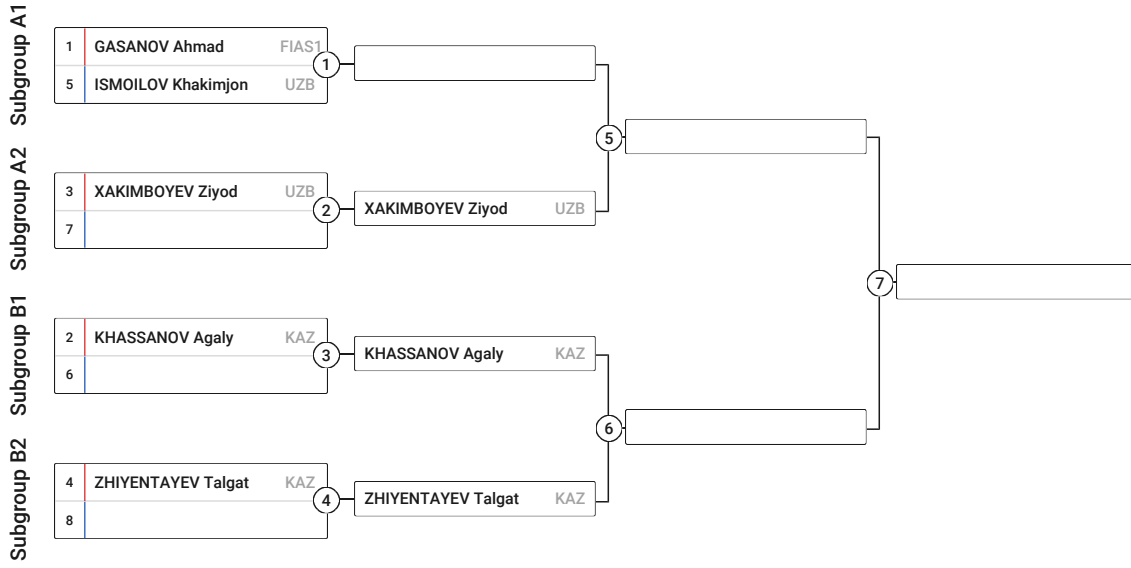 Subgroup A1
1 GASANOV Ahmad FIAS1
5 ISMOILOV Khakimjon UZB
1
5
Subgroup A2
3 XAKIMBOYEV Ziyod UZB
7
2
XAKIMBOYEV Ziyod UZB
7
Subgroup B1
2 KHASSANOV Agaly KAZ
6
3
KHASSANOV Agaly KAZ
6
Subgroup B2
4 ZHIYENTAYEV Talgat KAZ
8
4
ZHIYENTAYEV Talgat KAZ